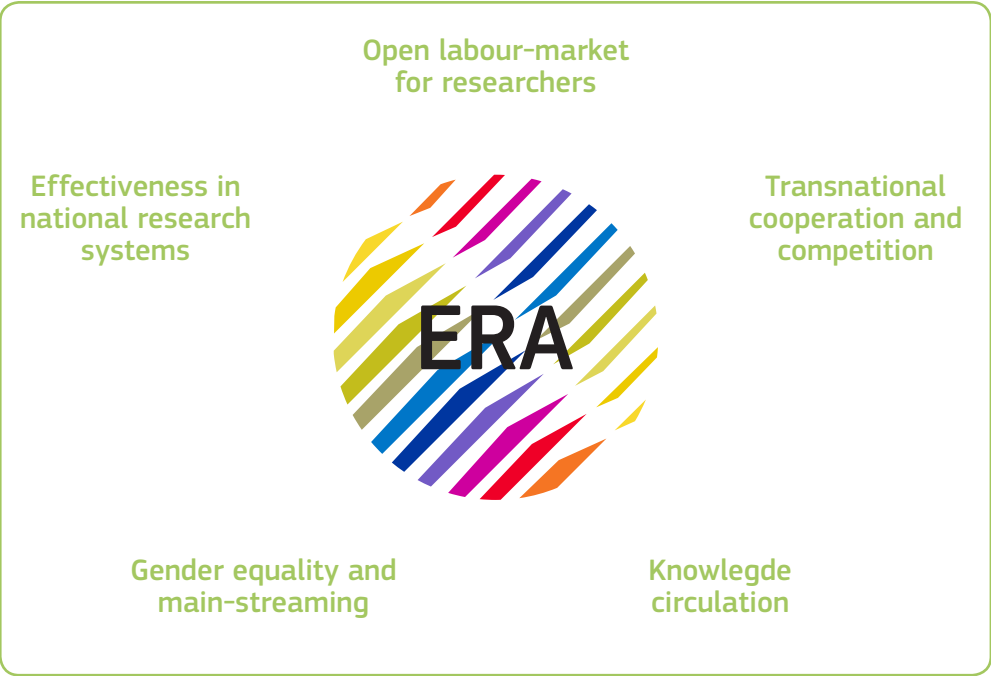 Open labour-market
for researchers
Effectiveness in
national research
systems
Transnational
cooperation and
competition
ERA
Gender equality and
main-streaming
Knowlegde
circulation